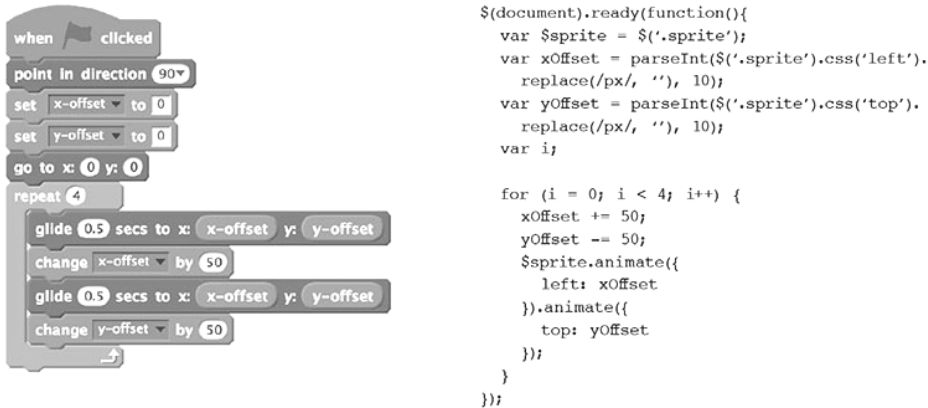 when clicked
point in direction 90▾
set x-offset ▾ to 0
set y-offset ▾ to 0
go to x: 0 y: 0
repeat 4
glide 0.5 secs to x: x-offset y: y-offset
change x-offset ▾ by 50
glide 0.5 secs to x: x-offset y: y-offset
change y-offset ▾ by 50
$(document).ready(function(){
var $sprite = $(‘.sprite’);
var xOffset = parseInt($(‘.sprite’).css(‘left’).
replace(/px/, ‘’), 10);
var yOffset = parseInt($(‘.sprite’).css(‘top’).
replace(/px/, ‘’), 10);
var i;
for (i = 0; i < 4; i++) {
xOffset += 50;
yOffset -= 50;
$sprite.animate({
left: xOffset
}).animate({
top: yOffset
});
}
});